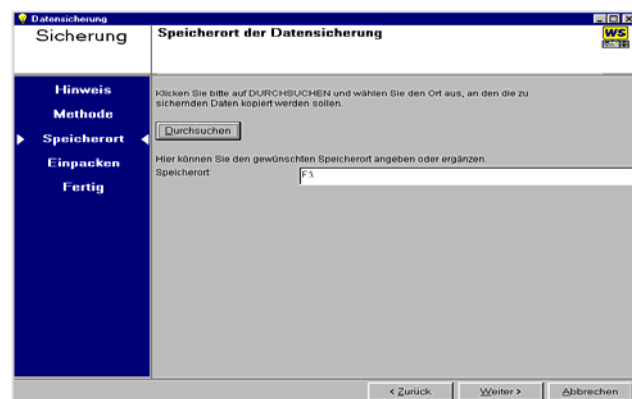 Datensicherung
Sicherung
Speicherort der Datensicherung
WS
Hinweis
Methode
Speicherort
Einpacken
Fertig
Klicken Sie bitte auf DURCHSUCHEN und wählen Sie den Ort aus, an den die zu
sichernden Daten kopiert werden sollen.
Durchsuchen
Hier können Sie den gewünschten Speicherort angeben oder ergänzen.
Speicherort:
F:\
< Zurück
Weiter >
Abbrechen